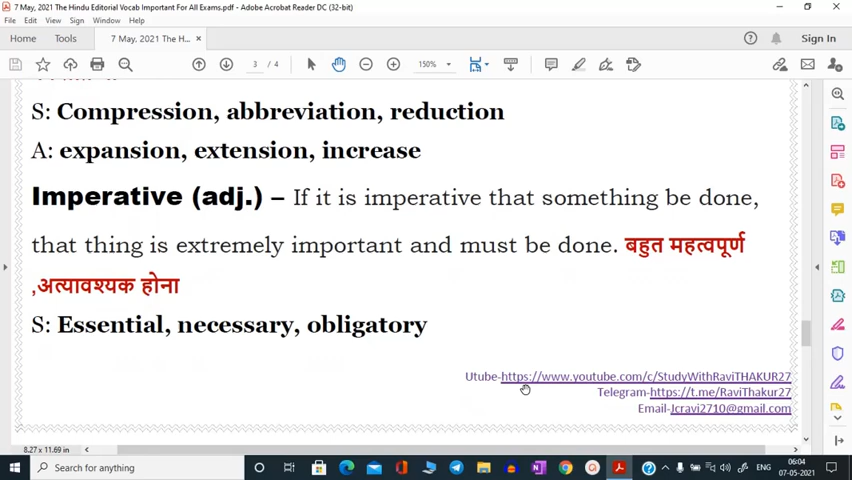 7 May, 2021 The Hindu Editorial Vocab Important For All Exams.pdf - Adobe Acrobat Reader DC (32-bit)
File Edit View Sign Window Help
Home Tools 7 May, 2021 The H... × Sign In
3 / 4 150%
S: Compression, abbreviation, reduction
A: expansion, extension, increase
Imperative (adj.) – If it is imperative that something be done,
that thing is extremely important and must be done. बहुत महत्वपूर्ण
,अत्यावश्यक होना
S: Essential, necessary, obligatory
Utube-https://www.youtube.com/c/StudyWithRaviTHAKUR27
Telegram-https://t.me/RaviThakur27
Email-Jcravi2710@gmail.com
8.27 x 11.69 in
Search for anything
ENG
06:04
07-05-2021